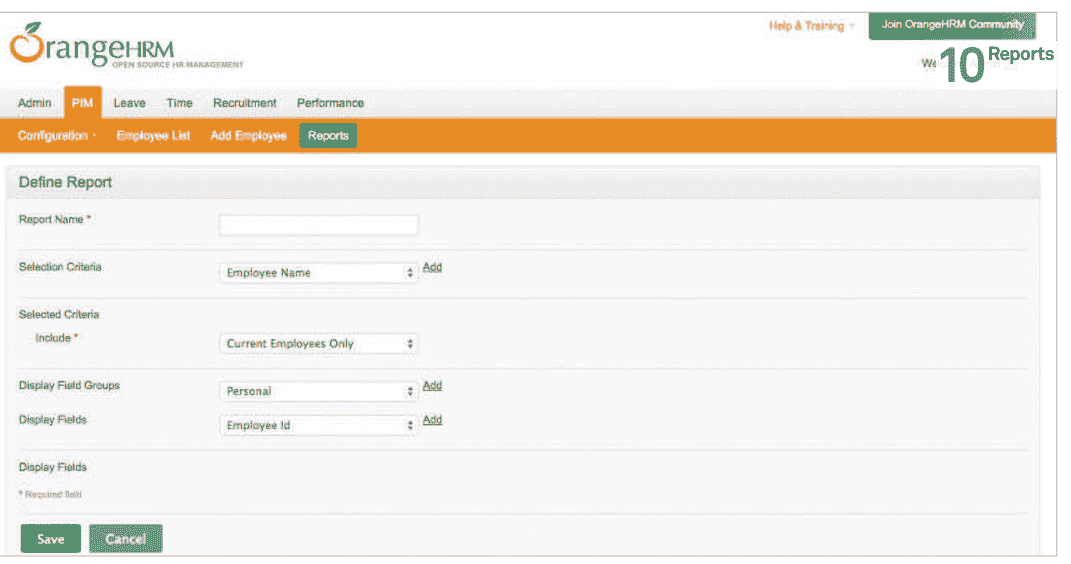 Help & Training
Join OrangeHRM Community
OrangeHRM
OPEN SOURCE HR MANAGEMENT
10 Reports
Admin PIM Leave Time Recruitment Performance
Configuration Employee List Add Employee Reports
Define Report
Report Name *
Selection Criteria Employee Name Add
Selected Criteria
Include * Current Employees Only
Display Field Groups Personal Add
Display Fields Employee Id Add
Display Fields
* Required field
Save Cancel